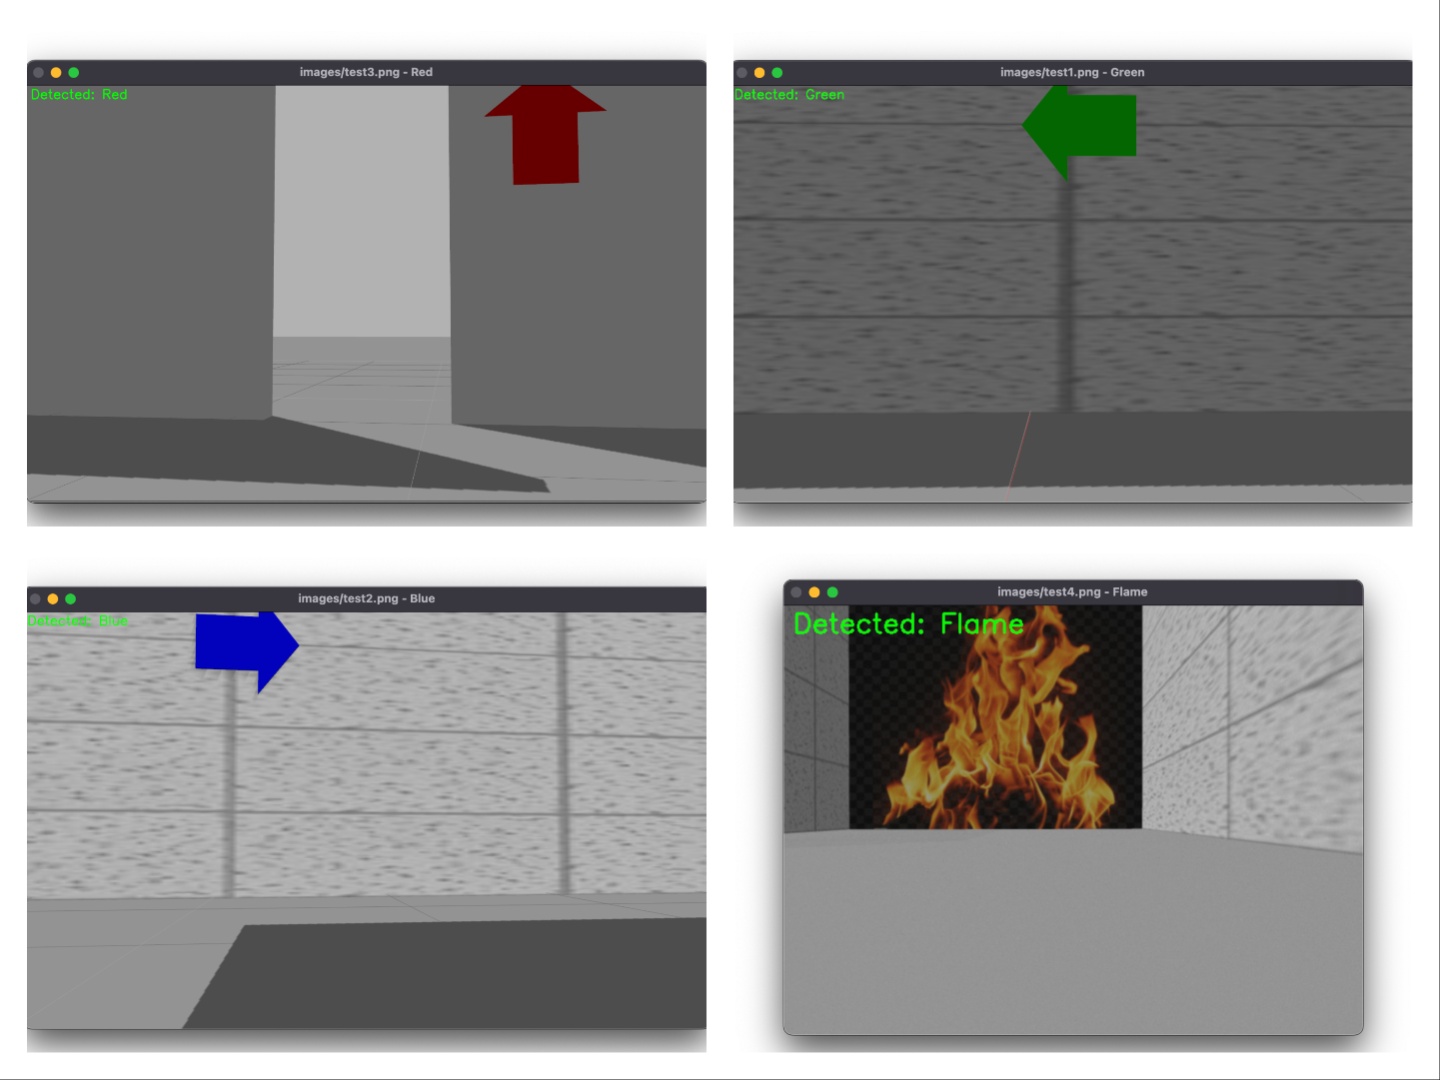 images/test3.png - Red
Detected: Red
images/test1.png - Green
Detected: Green
images/test2.png - Blue
Detected: Blue
images/test4.png - Flame
Detected: Flame